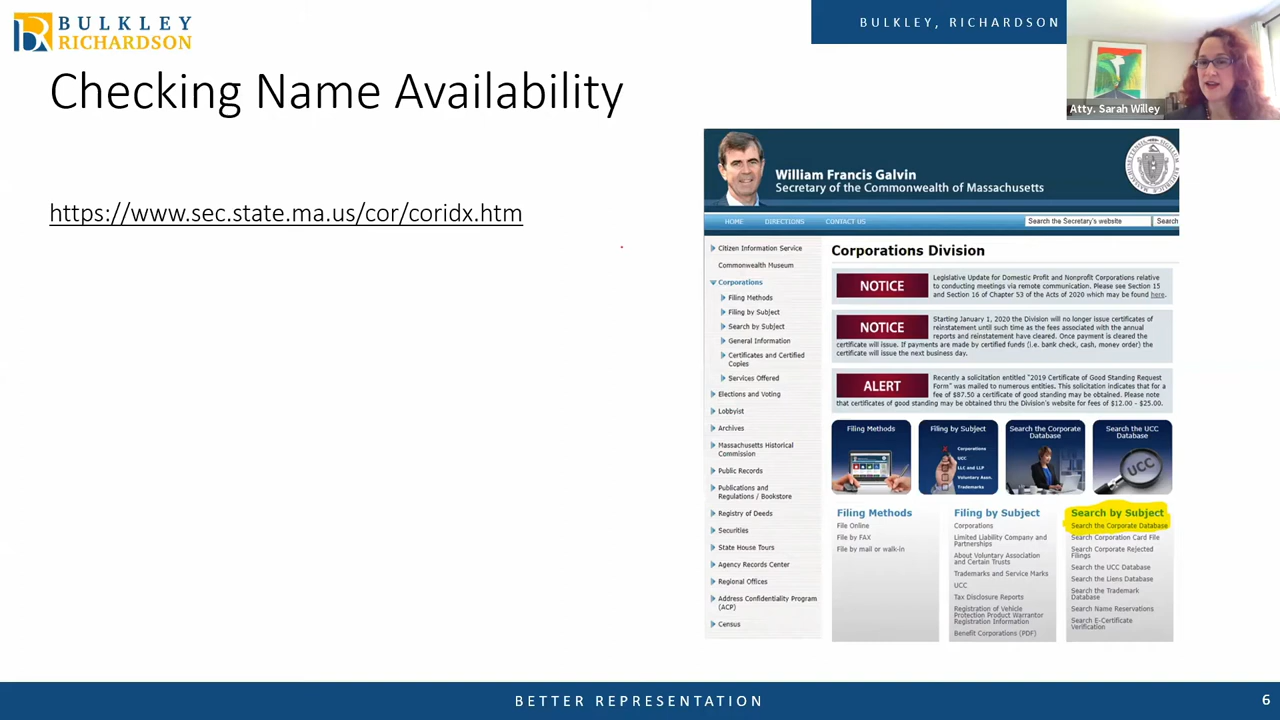 BULKLEY
RICHARDSON
BULKLEY, RICHARDSON
Atty. Sarah Willey
Checking Name Availability
https://www.sec.state.ma.us/cor/coridx.htm
William Francis Galvin
Secretary of the Commonwealth of Massachusetts
HOME DIRECTIONS CONTACT US
Search the Secretary's website Search
Citizen Information Service
Commonwealth Museum
Corporations
Filing Methods
Filing by Subject
Search by Subject
General Information
Certificates and Certified
Copies
Services Offered
Elections and Voting
Lobbyist
Archives
Massachusetts Historical
Commission
Public Records
Publications and
Regulations / Bookstore
Registry of Deeds
Securities
State House Tours
Agency Records Center
Regional Offices
Address Confidentiality Program
(ACP)
Census
Corporations Division
NOTICE
Legislative Update for Domestic Profit and Nonprofit Corporations relative
to conducting meetings via remote communication. Please see Section 15
and Section 16 of Chapter 53 of the Acts of 2020 which may be found here.
NOTICE
Starting January 1, 2020 the Division will no longer issue certificates of
reinstatement until such time as the fees associated with the annual
reports and reinstatement have cleared. Once payment is cleared the
certificate will issue. If payments are made by certified funds (i.e. bank check, cash, money order) the
certificate will issue the next business day.
ALERT
Recently a solicitation entitled "2019 Certificate of Good Standing Request
Form" was mailed to numerous entities. This solicitation indicates that for a
fee of $87.50 a certificate of good standing may be obtained. Please note
that certificates of good standing may be obtained thru the Division's website for fees of $12.00 - $25.00.
Filing Methods
Filing by Subject
Corporations
UCC
LLC and LLP
Voluntary Assn.
Trademarks
Search the Corporate
Database
Search the UCC
Database
UCC
Filing Methods
File Online
File by FAX
File by mail or walk-in
Filing by Subject
Corporations
Limited Liability Company and
Partnerships
About Voluntary Association
and Certain Trusts
Trademarks and Service Marks
UCC
Tax Disclosure Reports
Registration of Vehicle
Protection Product Warrantor
Registration Information
Benefit Corporations (PDF)
Search by Subject
Search the Corporate Database
Search Corporation Card File
Search Corporate Rejected
Filings
Search the UCC Database
Search the Liens Database
Search the Trademark
Database
Search Name Reservations
Search E-Certificate
Verification
BETTER REPRESENTATION
6